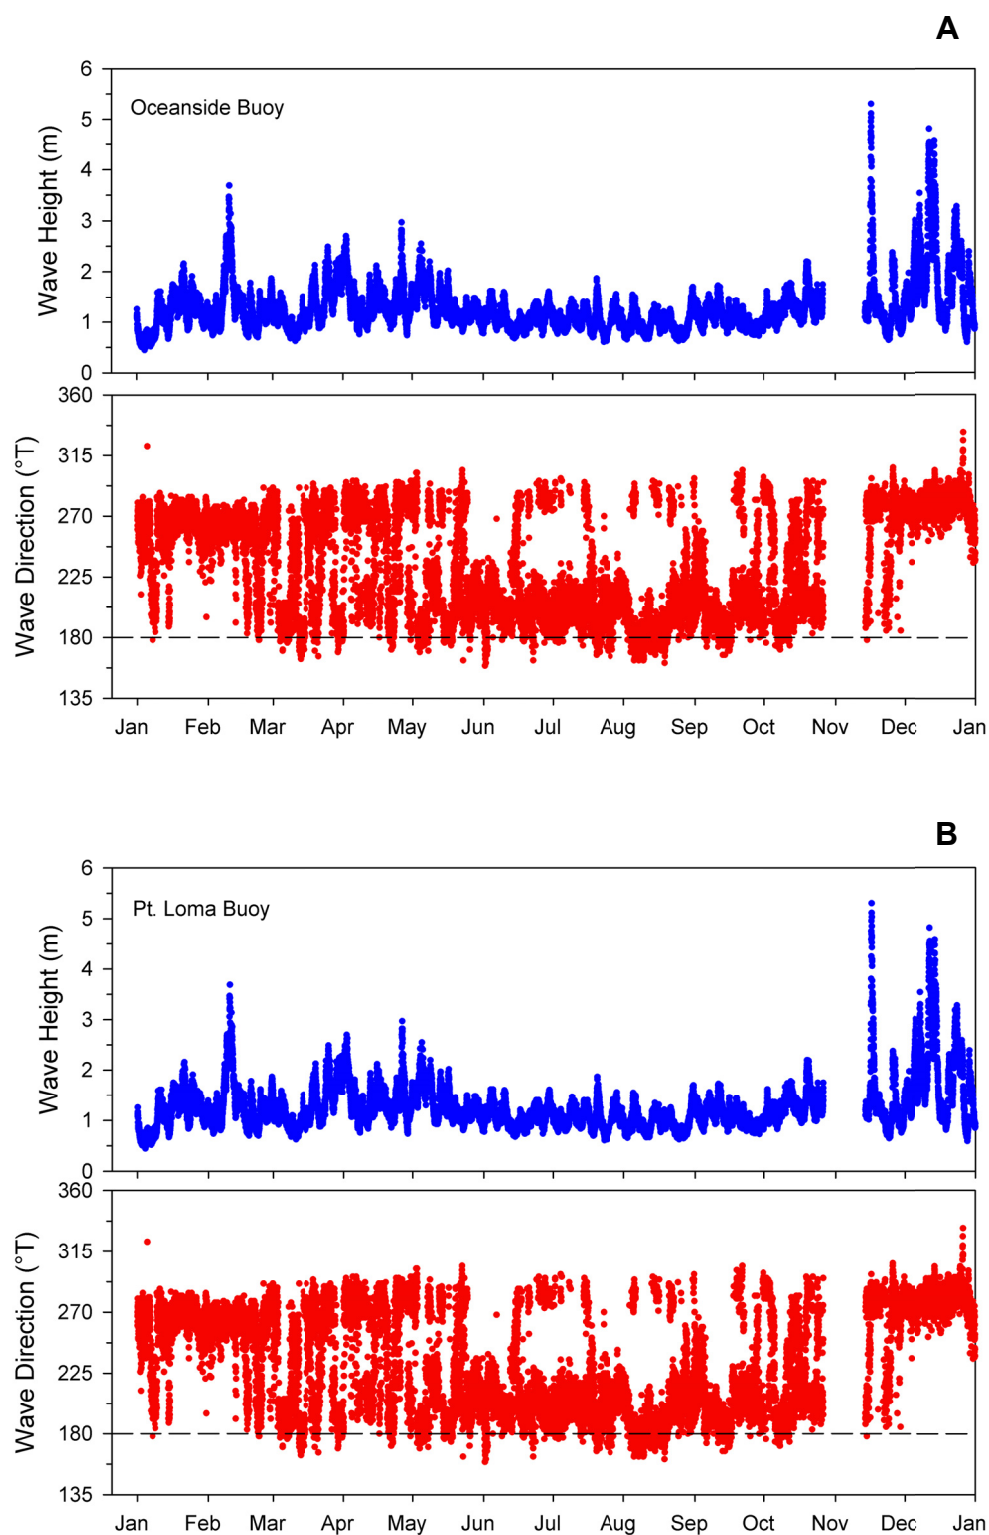 A
6
Oceanside Buoy
5
4
3
2
1
0
Wave Height (m)
360
315
270
225
180
135
Wave Direction (°T)
Jan Feb Mar Apr May Jun Jul Aug Sep Oct Nov Dec Jan
B
6
Pt. Loma Buoy
5
4
3
2
1
0
Wave Height (m)
360
315
270
225
180
135
Wave Direction (°T)
Jan Feb Mar Apr May Jun Jul Aug Sep Oct Nov Dec Jan